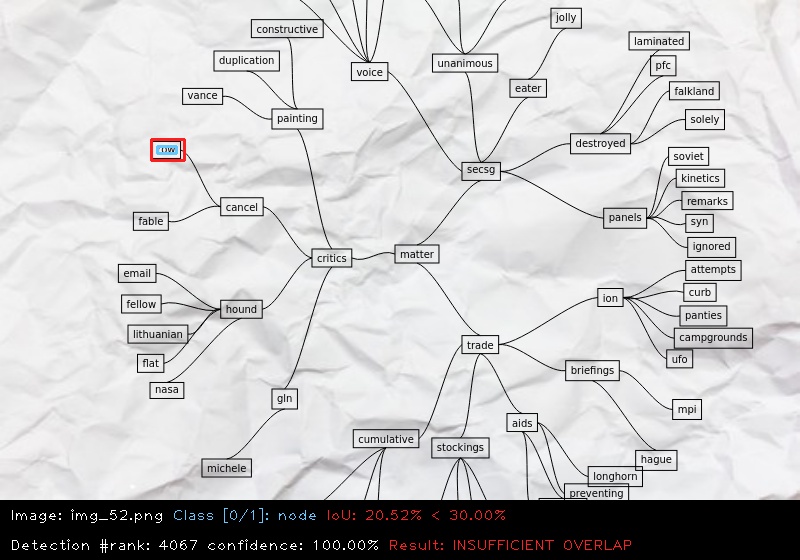 jolly
constructive
laminated
duplication
voice
unanimous
pfc
eater
falkland
vance
painting
solely
destroyed
soviet
secsg
kinetics
cancel
remarks
fable
panels
syn
ignored
critics
matter
email
attempts
ion
curb
fellow
hound
panties
lithuanian
campgrounds
trade
ufo
flat
briefings
nasa
gln
mpi
aids
cumulative
stockings
hague
michele
longhorn
preventing
Image: img_52.png Class [0/1]: node IoU: 20.52% < 30.00%
Detection #rank: 4067 confidence: 100.00% Result: INSUFFICIENT OVERLAP